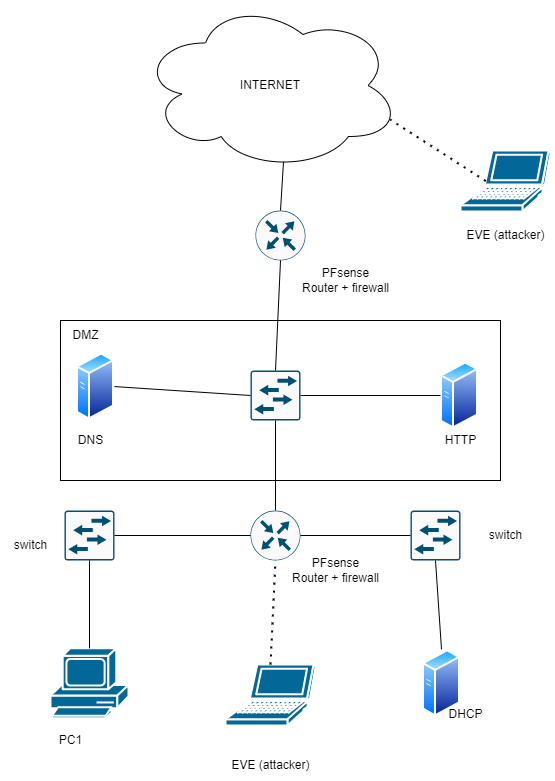 INTERNET
EVE (attacker)
PFsense
Router + firewall
DMZ
DNS
HTTP
switch
switch
PFsense
Router + firewall
DHCP
PC1
EVE (attacker)